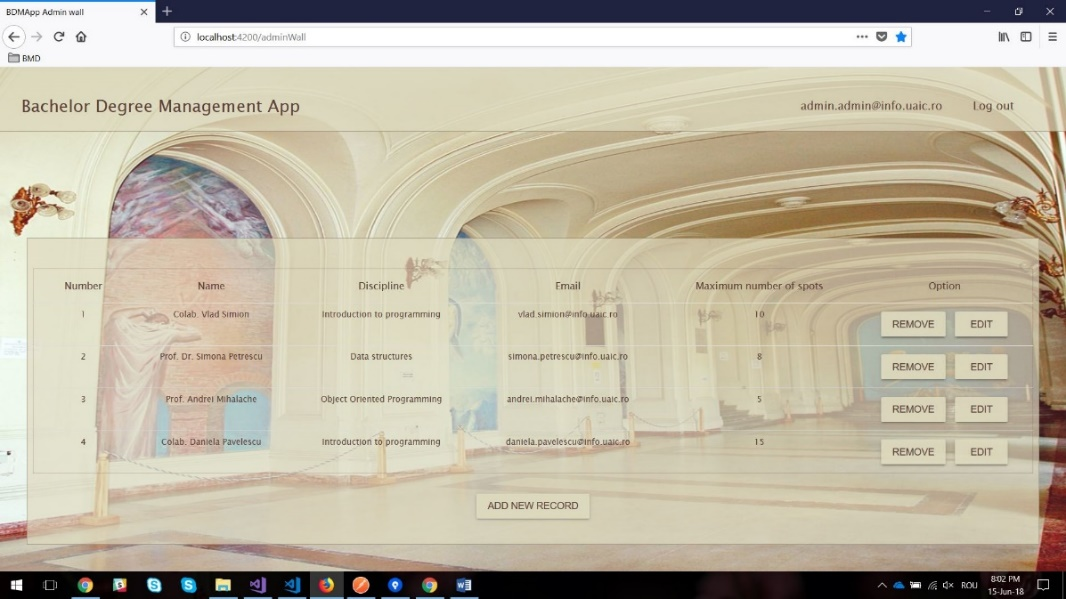 BDMApp Admin wall
localhost:4200/adminWall
BMD
Bachelor Degree Management App
admin.admin@info.uaic.ro
Log out
Number Name Discipline Email Maximum number of spots Option
1 Colab. Vlad Simion Introduction to programming vlad.simion@info.uaic.ro 10 REMOVE EDIT
2 Prof. Dr. Simona Petrescu Data structures simona.petrescu@info.uaic.ro 8 REMOVE EDIT
3 Prof. Andrei Mihalache Object Oriented Programming andrei.mihalache@info.uaic.ro 5 REMOVE EDIT
4 Colab. Daniela Pavelescu Introduction to programming daniela.pavelescu@info.uaic.ro 15 REMOVE EDIT
ADD NEW RECORD
ROU
8:02 PM
15-Jun-18